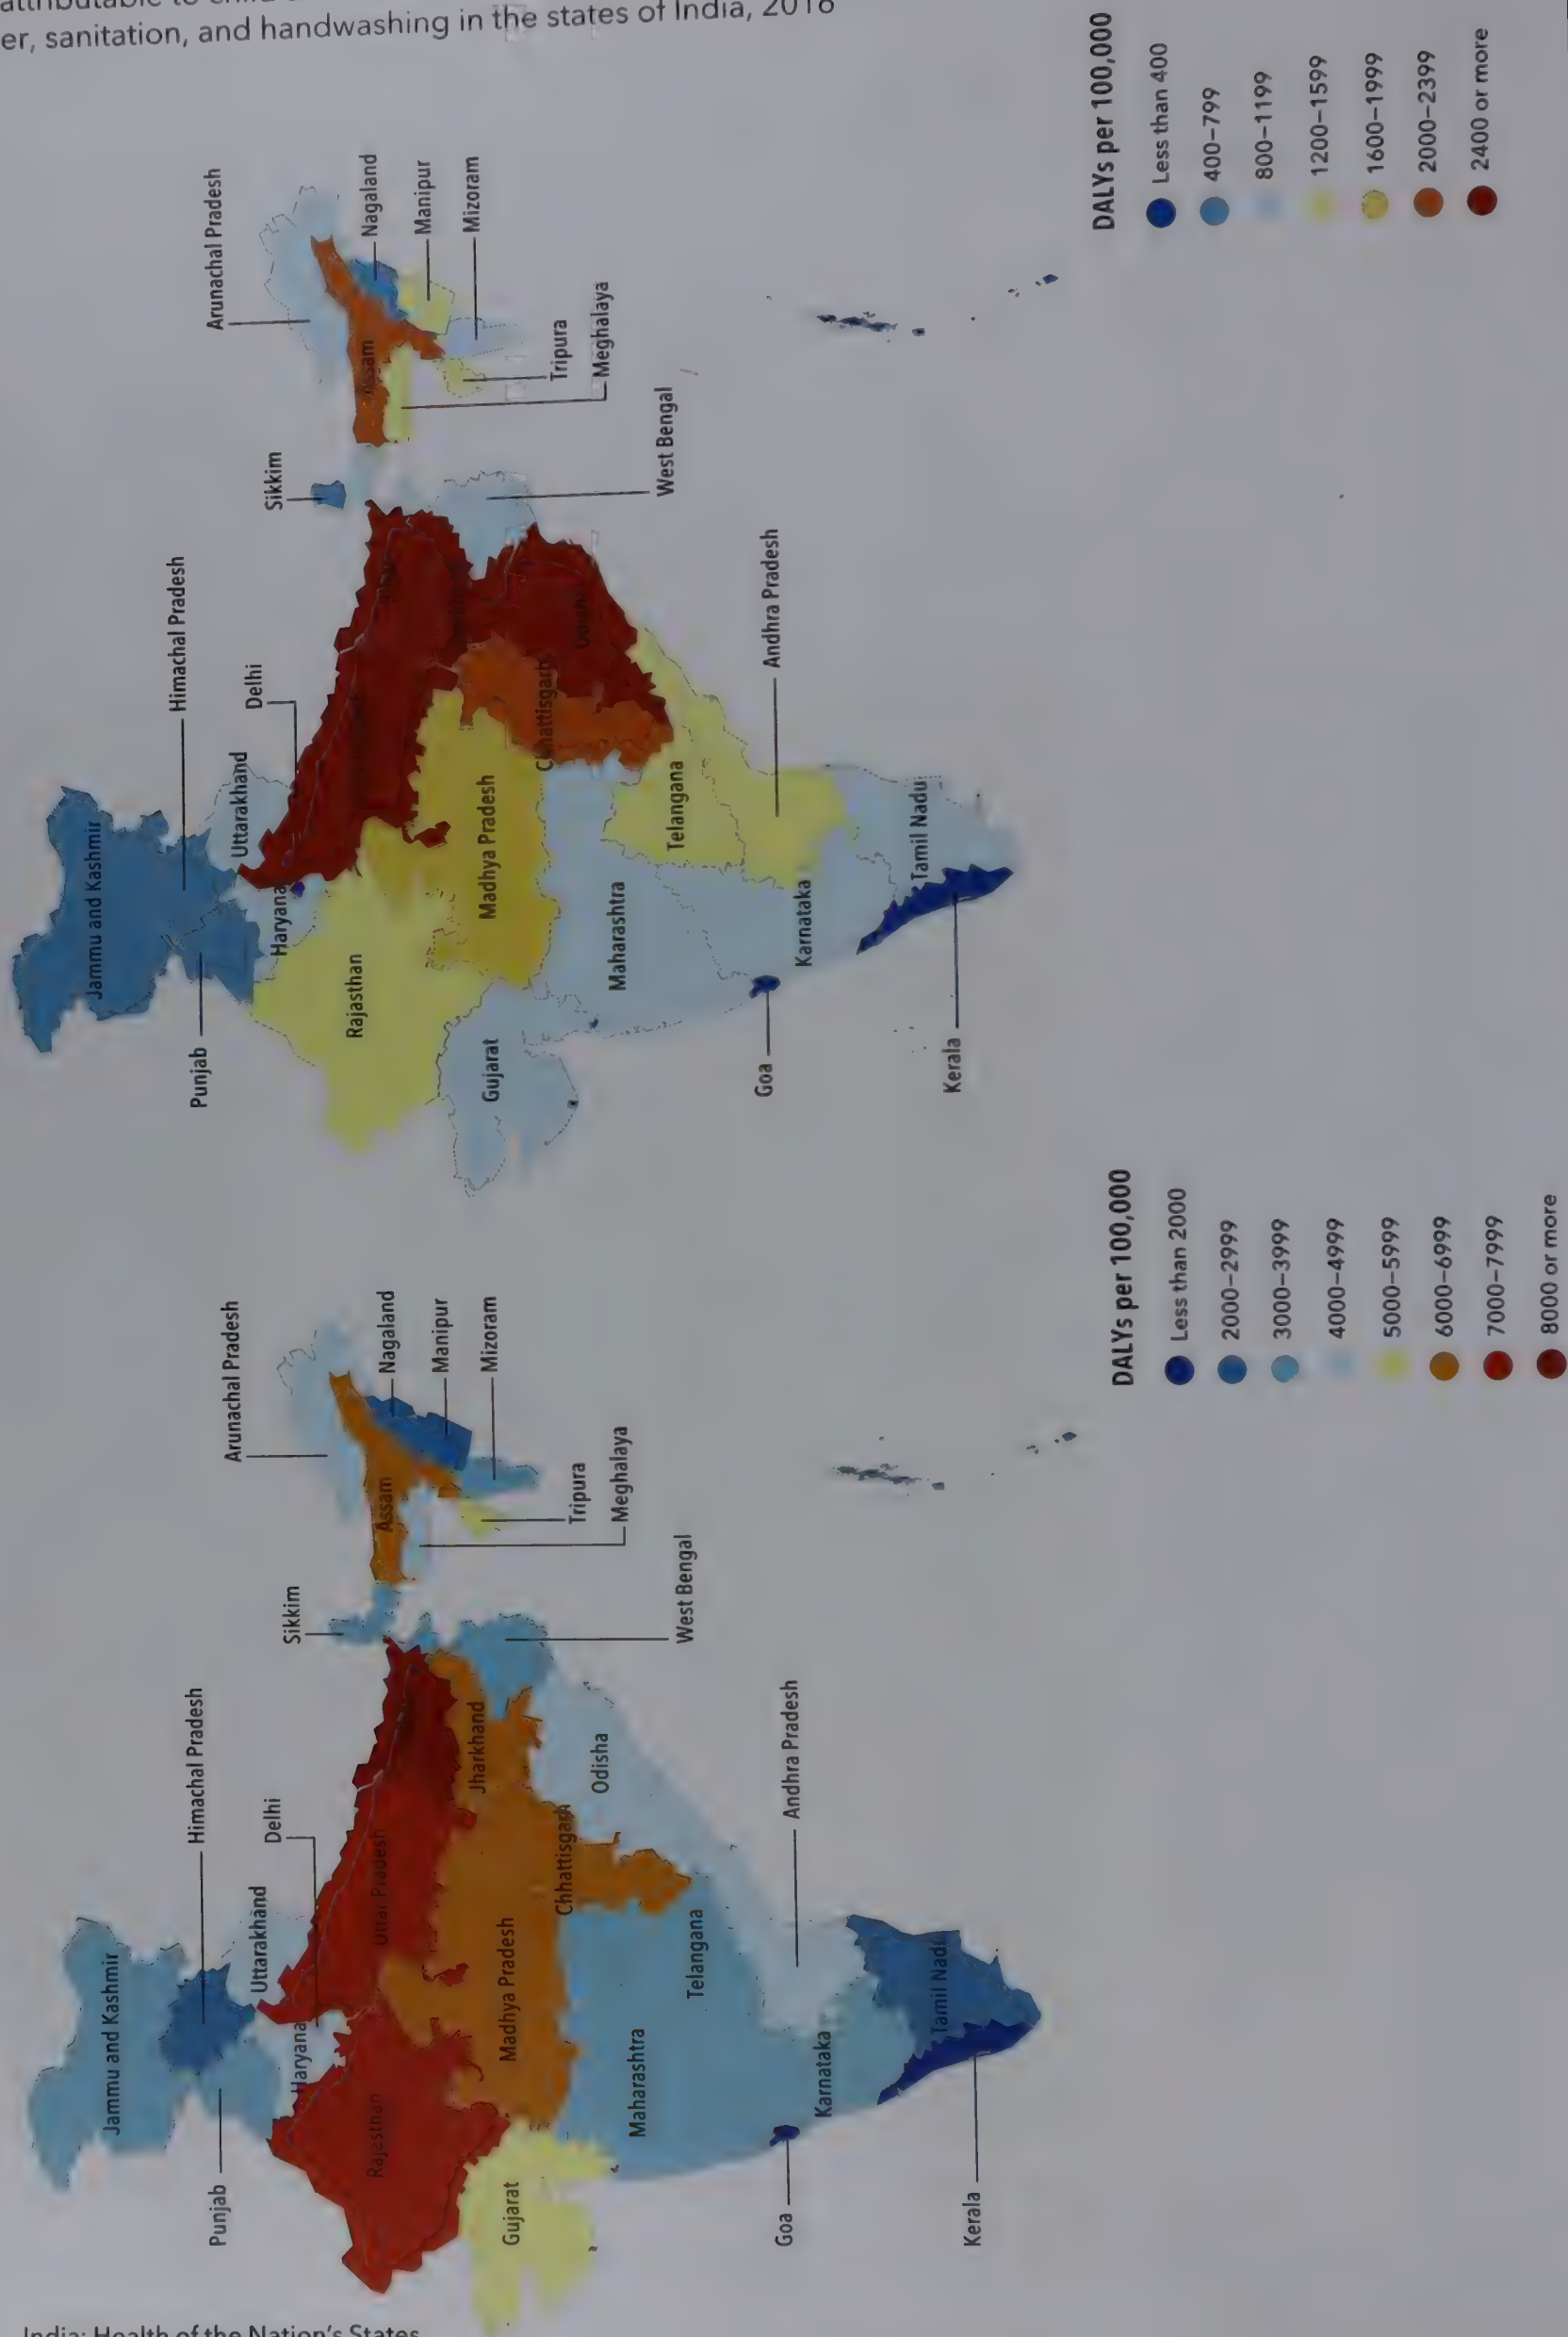 er, sanitation, and handwashing in the states of India, 2016
Arunachal Pradesh
Nagaland
Manipur
Mizoram
Assam
Tripura
Meghalaya
Sikkim
West Bengal
Himachal Pradesh
Delhi
Uttarakhand
Jammu and Kashmir
Haryana
Punjab
Rajasthan
Madhya Pradesh
Chhattisgarh
Odisha
Andhra Pradesh
Telangana
Maharashtra
Gujarat
Karnataka
Tamil Nadu
Goa
Kerala
DALYs per 100,000
Less than 400
400–799
800–1199
1200–1599
1600–1999
2000–2399
2400 or more
Arunachal Pradesh
Nagaland
Manipur
Mizoram
Assam
Tripura
Meghalaya
Sikkim
West Bengal
Himachal Pradesh
Delhi
Uttarakhand
Jammu and Kashmir
Haryana
Punjab
Rajasthan
Uttar Pradesh
Jharkhand
Madhya Pradesh
Chhattisgarh
Odisha
Andhra Pradesh
Telangana
Maharashtra
Gujarat
Karnataka
Tamil Nadu
Goa
Kerala
DALYs per 100,000
Less than 2000
2000–2999
3000–3999
4000–4999
5000–5999
6000–6999
7000–7999
8000 or more
India: Health of the Nation's States